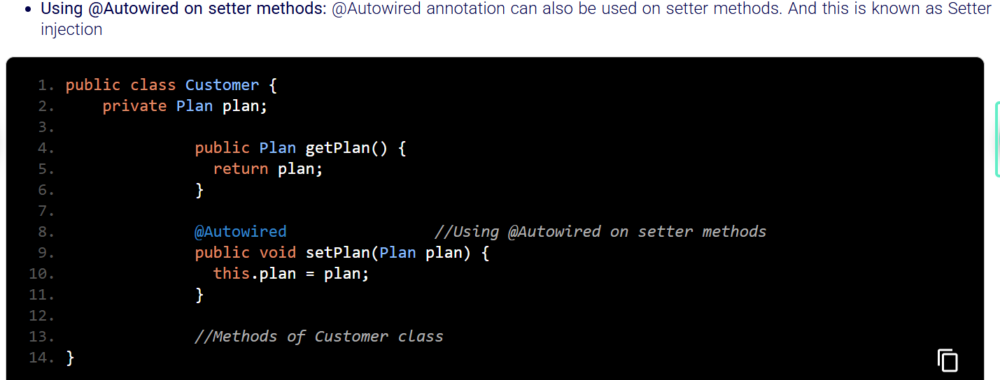 • Using @Autowired on setter methods: @Autowired annotation can also be used on setter methods. And this is known as Setter
injection
1. public class Customer {
2.     private Plan plan;
3.
4.               public Plan getPlan() {
5.                 return plan;
6.               }
7.
8.               @Autowired                //Using @Autowired on setter methods
9.               public void setPlan(Plan plan) {
10.                 this.plan = plan;
11.               }
12.
13.               //Methods of Customer class
14. }